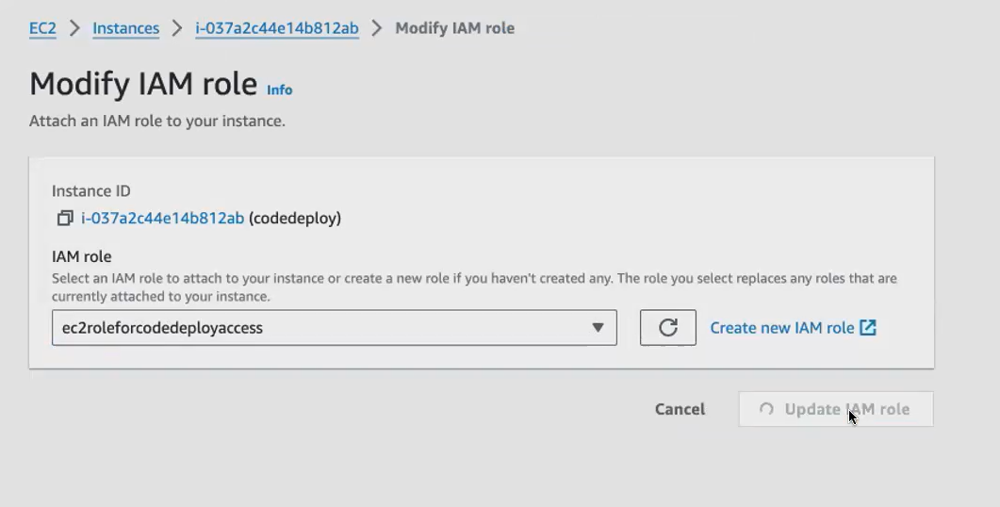 EC2 > Instances > i-037a2c44e14b812ab > Modify IAM role
Modify IAM role Info
Attach an IAM role to your instance.
Instance ID
i-037a2c44e14b812ab (codedeploy)
IAM role
Select an IAM role to attach to your instance or create a new role if you haven't created any. The role you select replaces any roles that are
currently attached to your instance.
ec2roleforcodedeployaccess
Create new IAM role
Cancel
Update IAM role